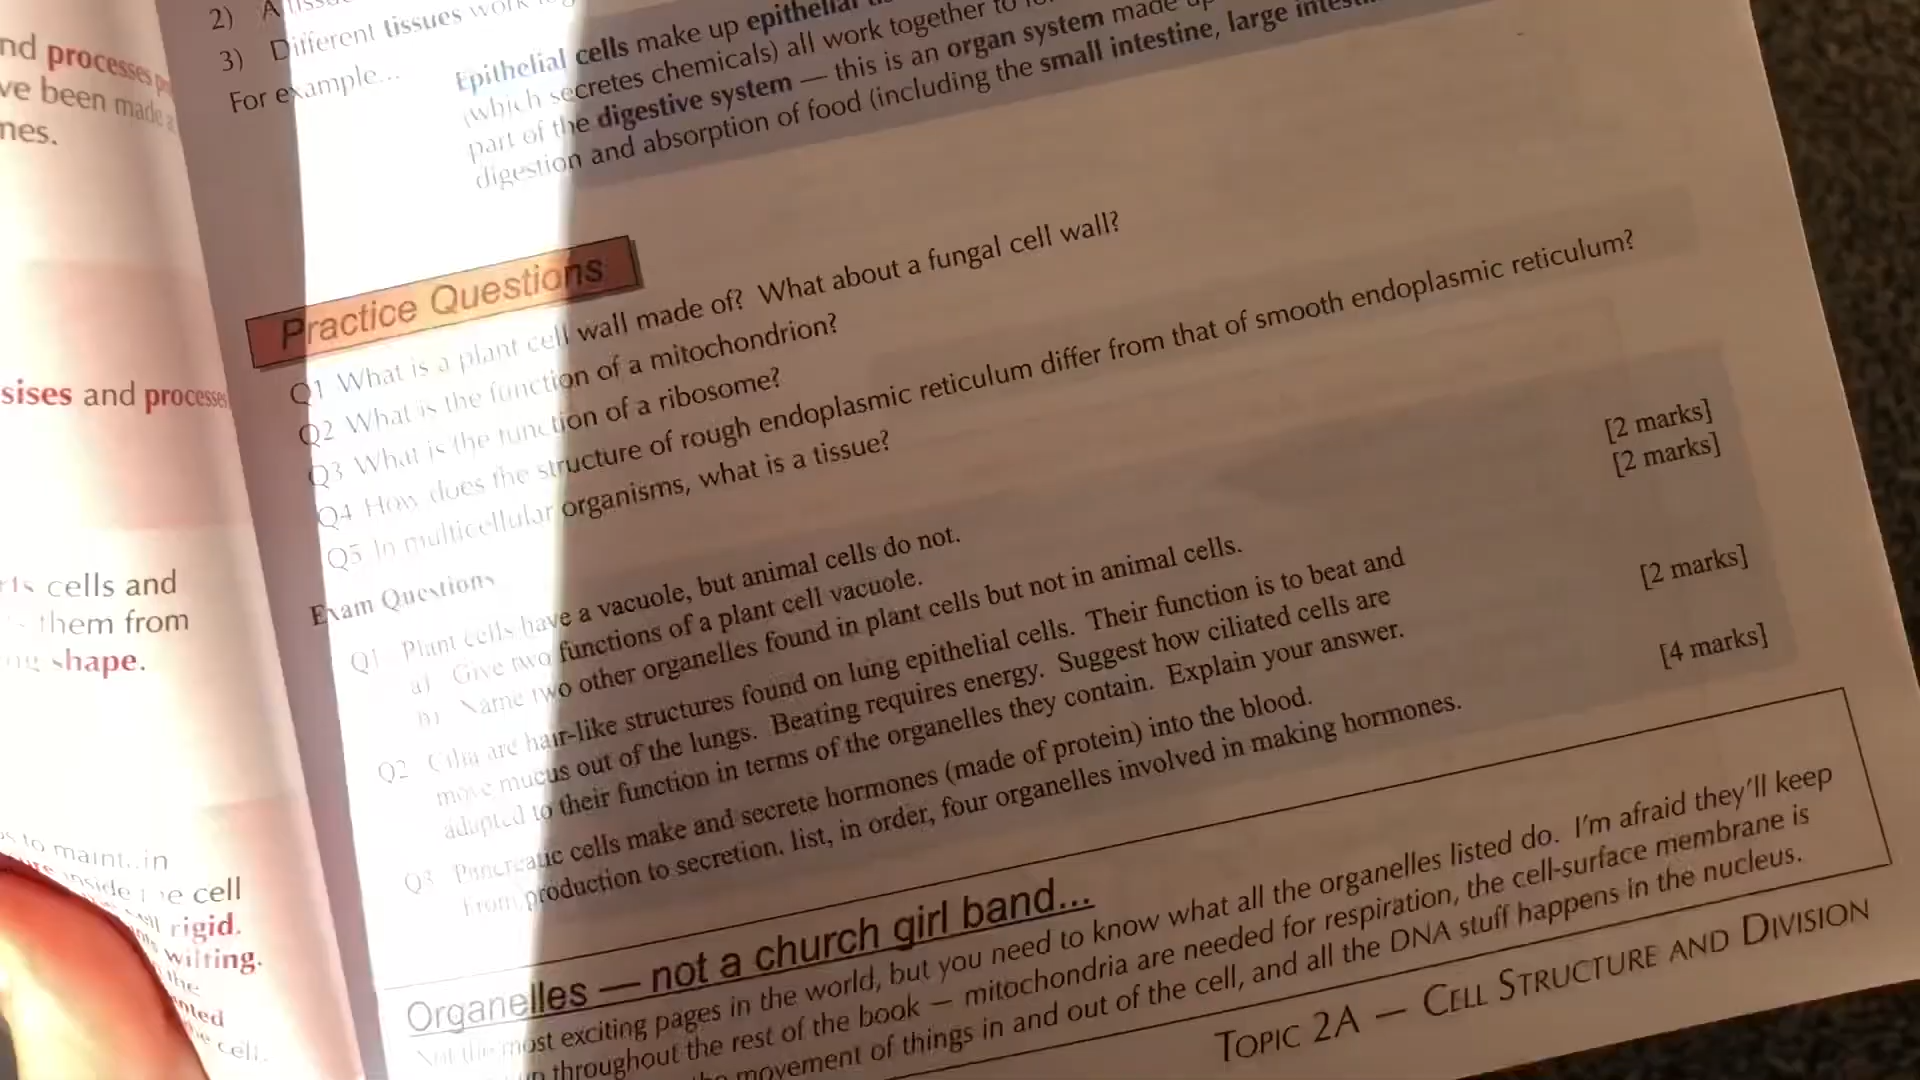 nd processes
ve been made
nes.
sises and processes
cells and
them from
shape.
to maint in
inside cell
rigid.
wilting.
the
cell.
2) A
3) Different tissues work
For example...
Epithelial cells make up epithelial
(which secretes chemicals) all work together to
part of the digestive system — this is an organ system made up
digestion and absorption of food (including the small intestine, large
Practice Questions
Q1 What is a plant cell wall made of? What about a fungal cell wall?
Q2 What is the function of a mitochondrion?
Q3 What is the function of a ribosome?
Q4 How does the structure of rough endoplasmic reticulum differ from that of smooth endoplasmic reticulum?
Q5 In multicellular organisms, what is a tissue?
Exam Questions
Q1 Plant cells have a vacuole, but animal cells do not.
a) Give two functions of a plant cell vacuole. [2 marks]
b) Name two other organelles found in plant cells but not in animal cells. [2 marks]
Q2 Cilia are hair-like structures found on lung epithelial cells. Their function is to beat and
move mucus out of the lungs. Beating requires energy. Suggest how ciliated cells are
adapted to their function in terms of the organelles they contain. Explain your answer. [2 marks]
Q3 Pancreatic cells make and secrete hormones (made of protein) into the blood.
From production to secretion, list, in order, four organelles involved in making hormones. [4 marks]
Organelles — not a church girl band...
Not the most exciting pages in the world, but you need to know what all the organelles listed do. I'm afraid they'll keep
throughout the rest of the book — mitochondria are needed for respiration, the cell-surface membrane is
movement of things in and out of the cell, and all the DNA stuff happens in the nucleus.
TOPIC 2A — CELL STRUCTURE AND DIVISION